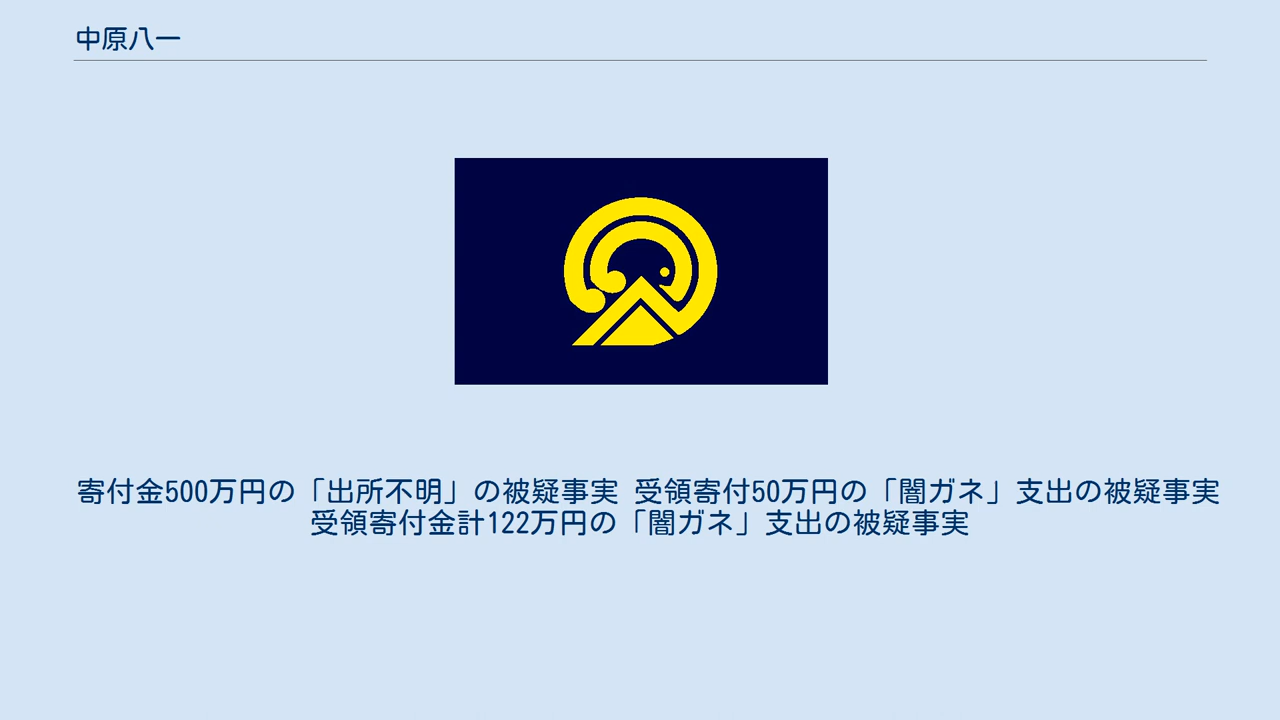 中原八一
寄付金500万円の「出所不明」の被疑事実 受領寄付50万円の「闇ガネ」支出の被疑事実
受領寄付金計122万円の「闇ガネ」支出の被疑事実